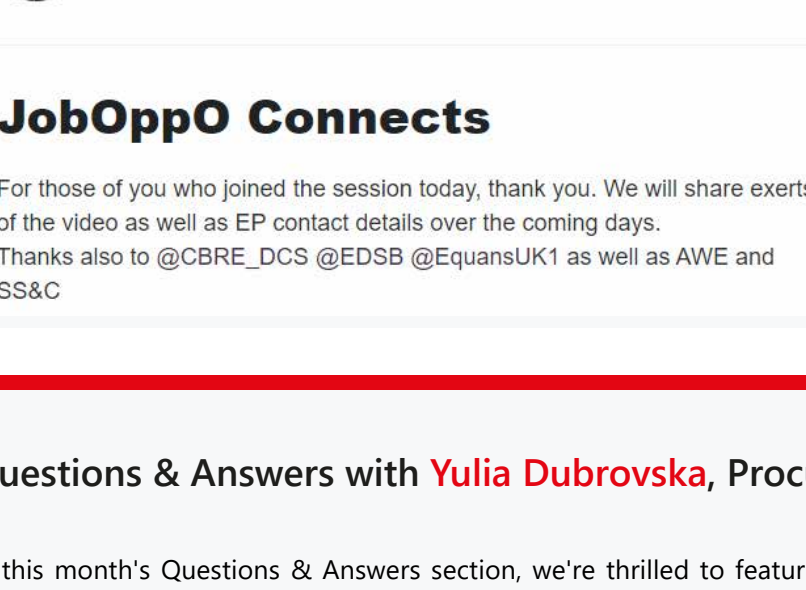 JobOppO Connects
For those of you who joined the session today, thank you. We will share exerts
of the video as well as EP contact details over the coming days.
Thanks also to @CBRE_DCS @EDSB @EquansUK1 as well as AWE and
SS&C
uestions & Answers with Yulia Dubrovska, Procu
this month's Questions & Answers section, we're thrilled to featur